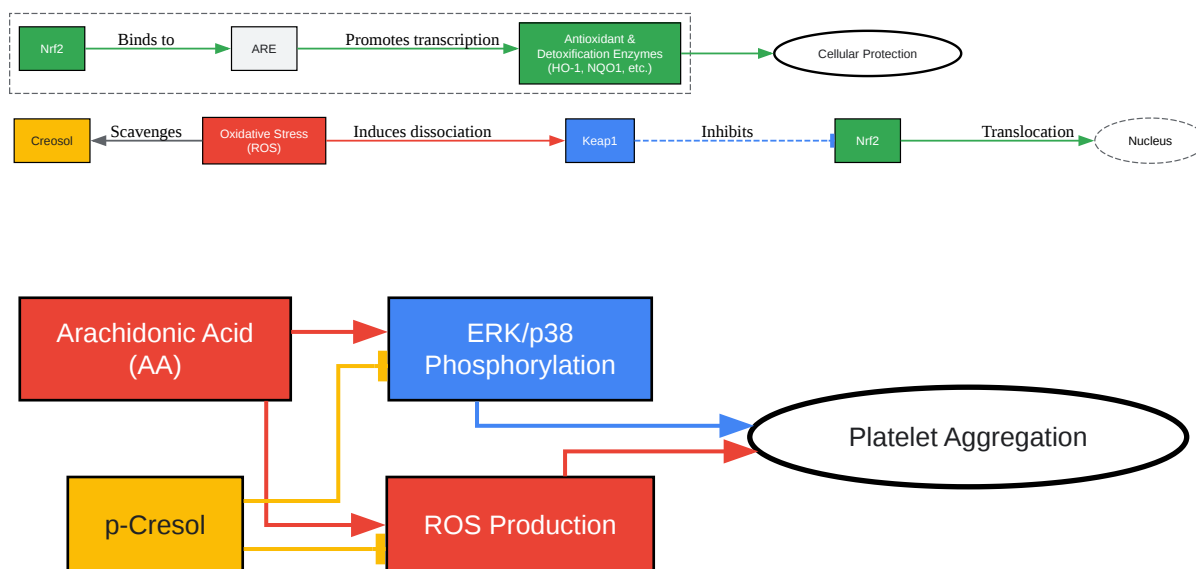 Nrf2
Binds to
ARE
Promotes transcription
Antioxidant &
Detoxification Enzymes
(HO-1, NQO1, etc.)
Cellular Protection
Creosol
Scavenges
Oxidative Stress
(ROS)
Induces dissociation
Keap1
Inhibits
Nrf2
Translocation
Nucleus
Arachidonic Acid
(AA)
ERK/p38
Phosphorylation
Platelet Aggregation
p-Cresol
ROS Production